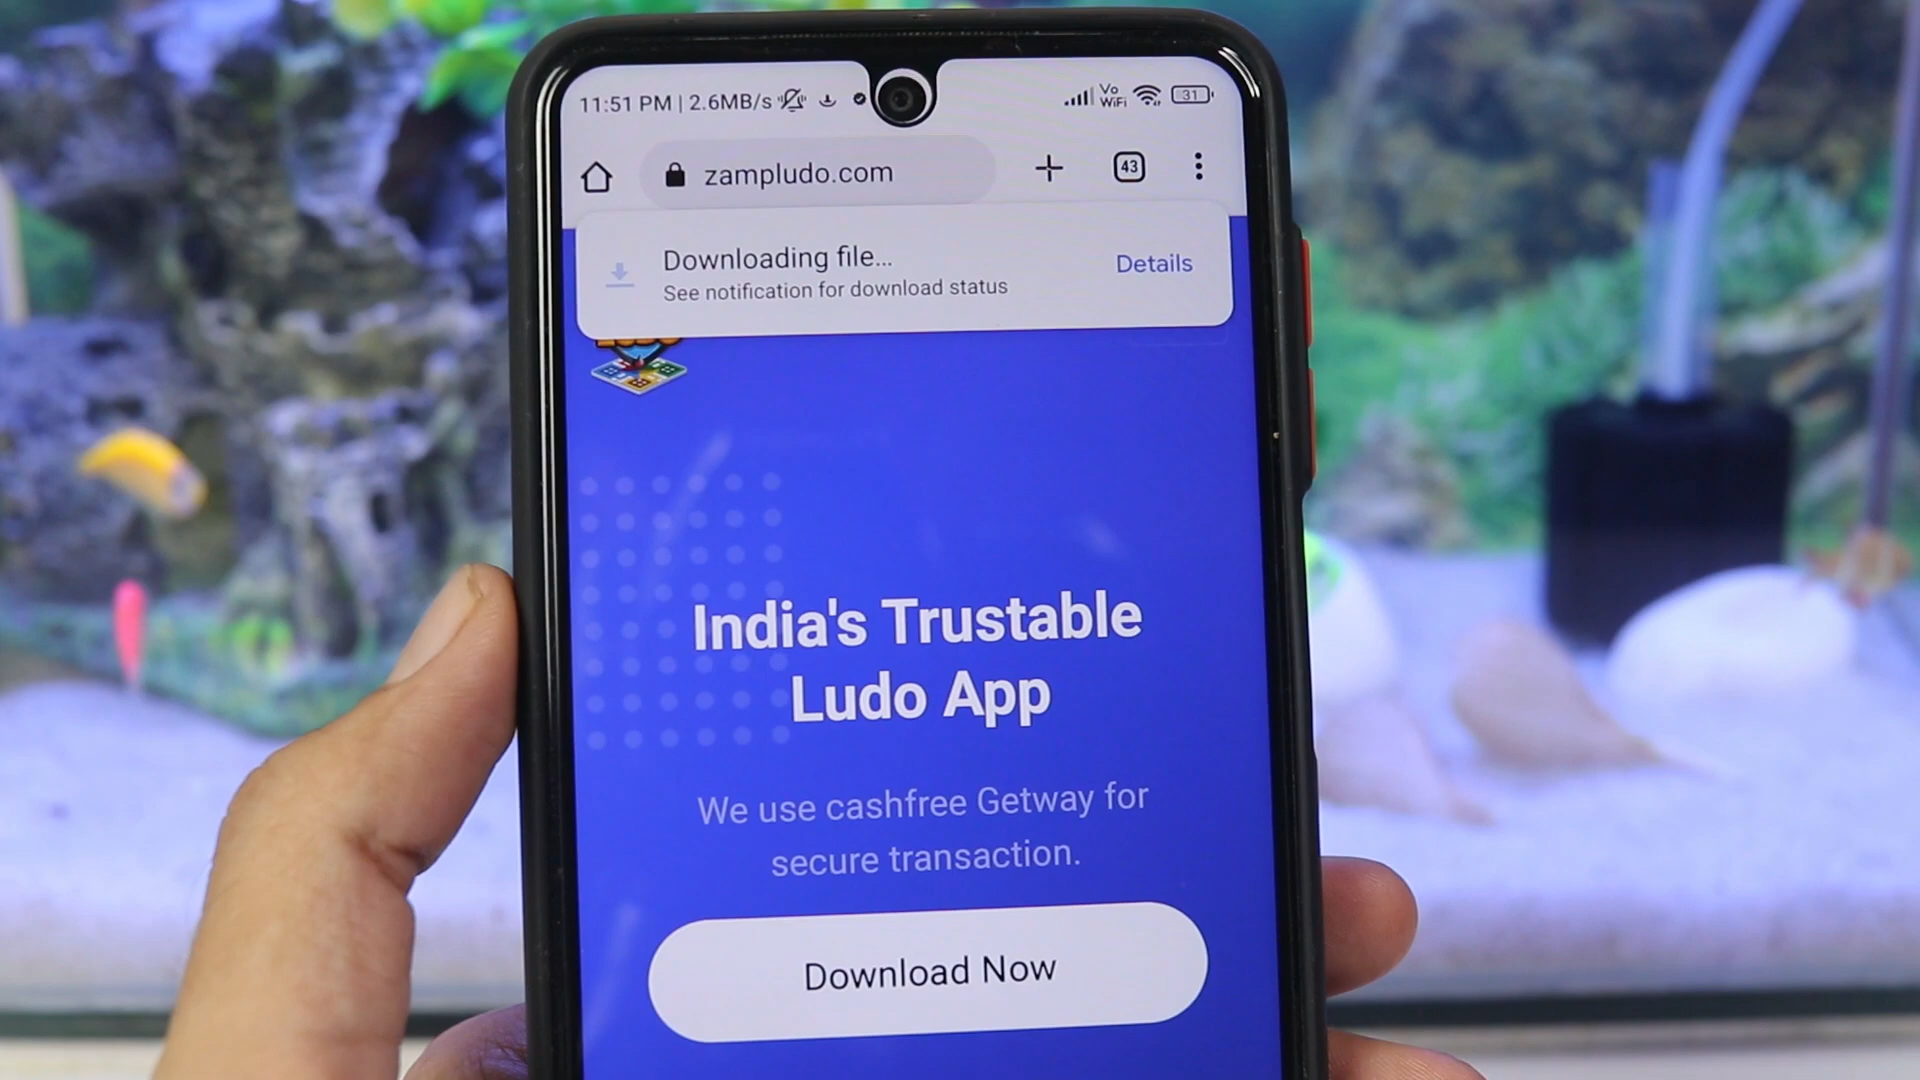 11:51 PM | 2.6MB/s
Vo
WiFi
31
zampludo.com
43
Downloading file...
See notification for download status
Details
India's Trustable
Ludo App
We use cashfree Getway for
secure transaction.
Download Now